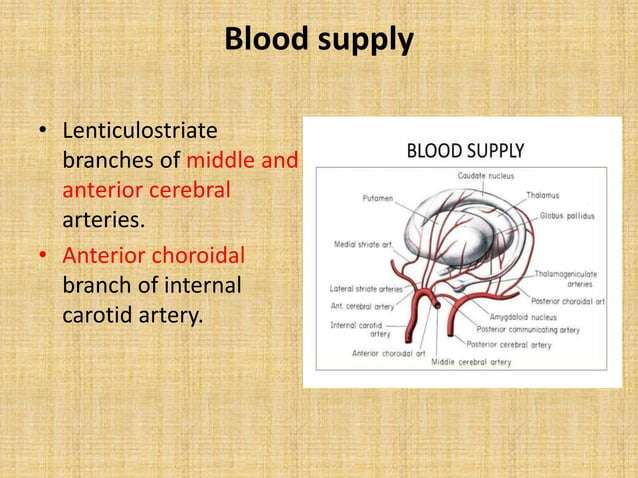 Blood supply
• Lenticulostriate
branches of middle and
anterior cerebral
arteries.
• Anterior choroidal
branch of internal
carotid artery.
BLOOD SUPPLY
Caudate nucleus
Putamen
Thalamus
Globus pallidus
Medial striate art.
Thalamogeniculate
arteries
Lateral striate arteries
Posterior choroidal art
Ant. cerebral artery
Amygdaloid nucleus
Internal carotid
artery
Posterior communicating artery
Posterior cerebral artery
Anterior choroidal art
Middle cerebral artery